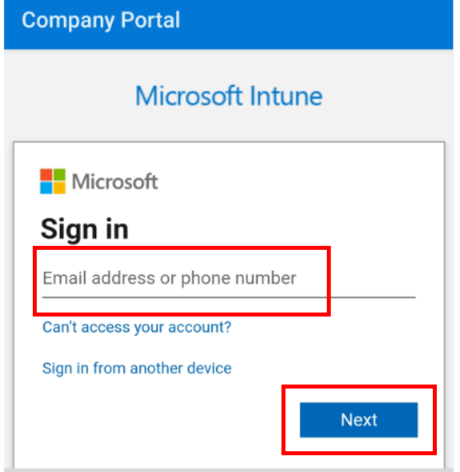 Company Portal
Microsoft Intune
Microsoft
Sign in
Email address or phone number
Can't access your account?
Sign in from another device
Next